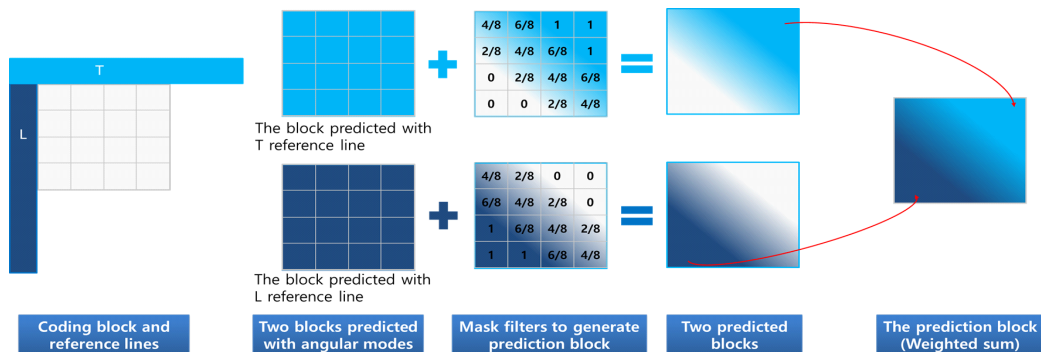 T
L
The block predicted with
T reference line
4/8 6/8 1 1
2/8 4/8 6/8 1
0 2/8 4/8 6/8
0 0 2/8 4/8
The block predicted with
L reference line
4/8 2/8 0 0
6/8 4/8 2/8 0
1 6/8 4/8 2/8
1 1 6/8 4/8
Coding block and
reference lines
Two blocks predicted
with angular modes
Mask filters to generate
prediction block
Two predicted
blocks
The prediction block
(Weighted sum)